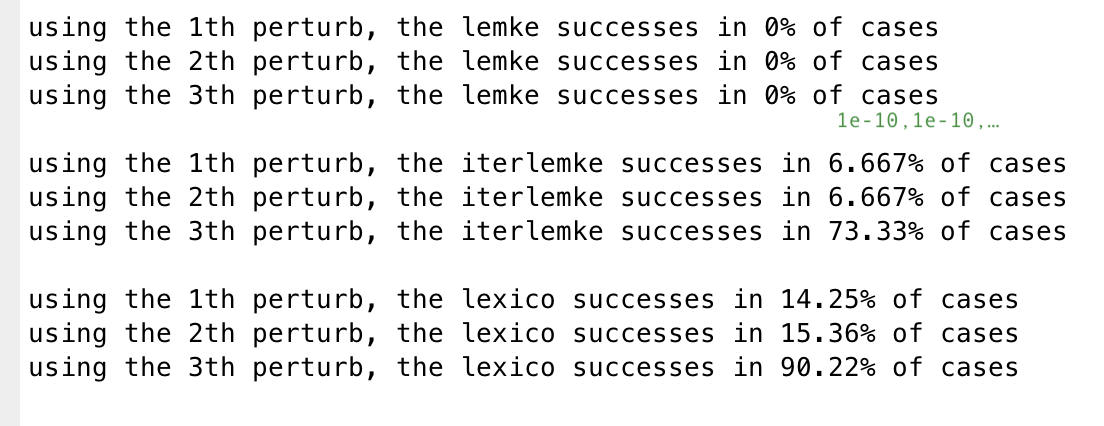 using the 1th perturb, the lemke successes in 0% of cases
using the 2th perturb, the lemke successes in 0% of cases
using the 3th perturb, the lemke successes in 0% of cases
1e-10,1e-10,…
using the 1th perturb, the iterlemke successes in 6.667% of cases
using the 2th perturb, the iterlemke successes in 6.667% of cases
using the 3th perturb, the iterlemke successes in 73.33% of cases
using the 1th perturb, the lexico successes in 14.25% of cases
using the 2th perturb, the lexico successes in 15.36% of cases
using the 3th perturb, the lexico successes in 90.22% of cases